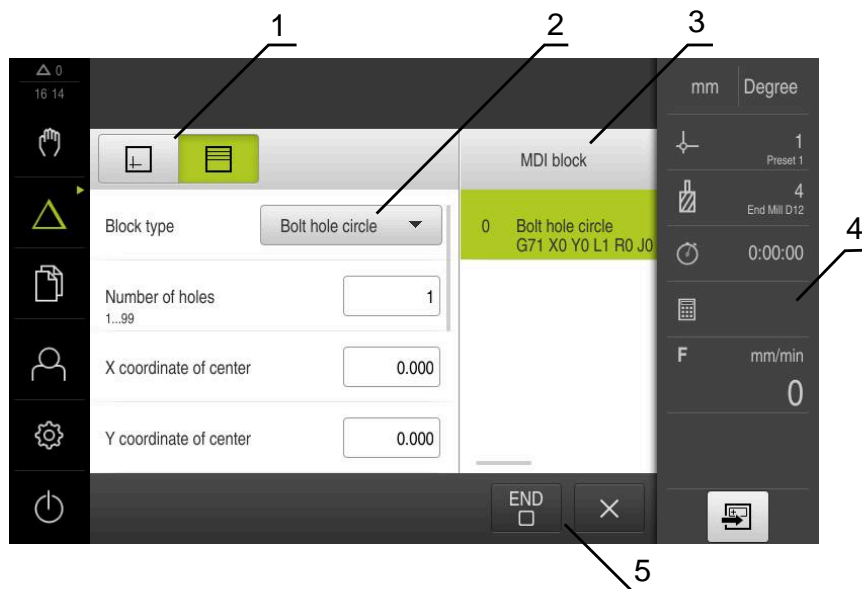 1
2
3
0
16 14
mm Degree
1
Preset 1
MDI block
4
End Mill D12
Block type Bolt hole circle
0 Bolt hole circle
G71 X0 Y0 L1 R0 J0
4
0:00:00
Number of holes 1
1...99
X coordinate of center 0.000
F mm/min
0
Y coordinate of center 0.000
END
5